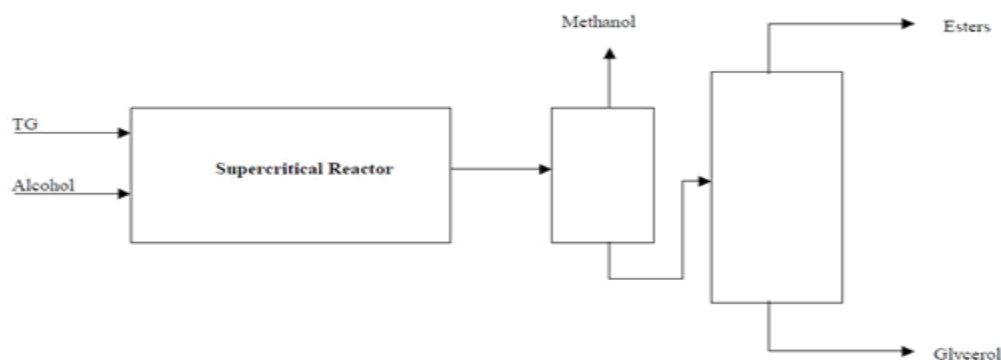 Methanol
Esters
TG
Supercritical Reactor
Alcohol
Glycerol